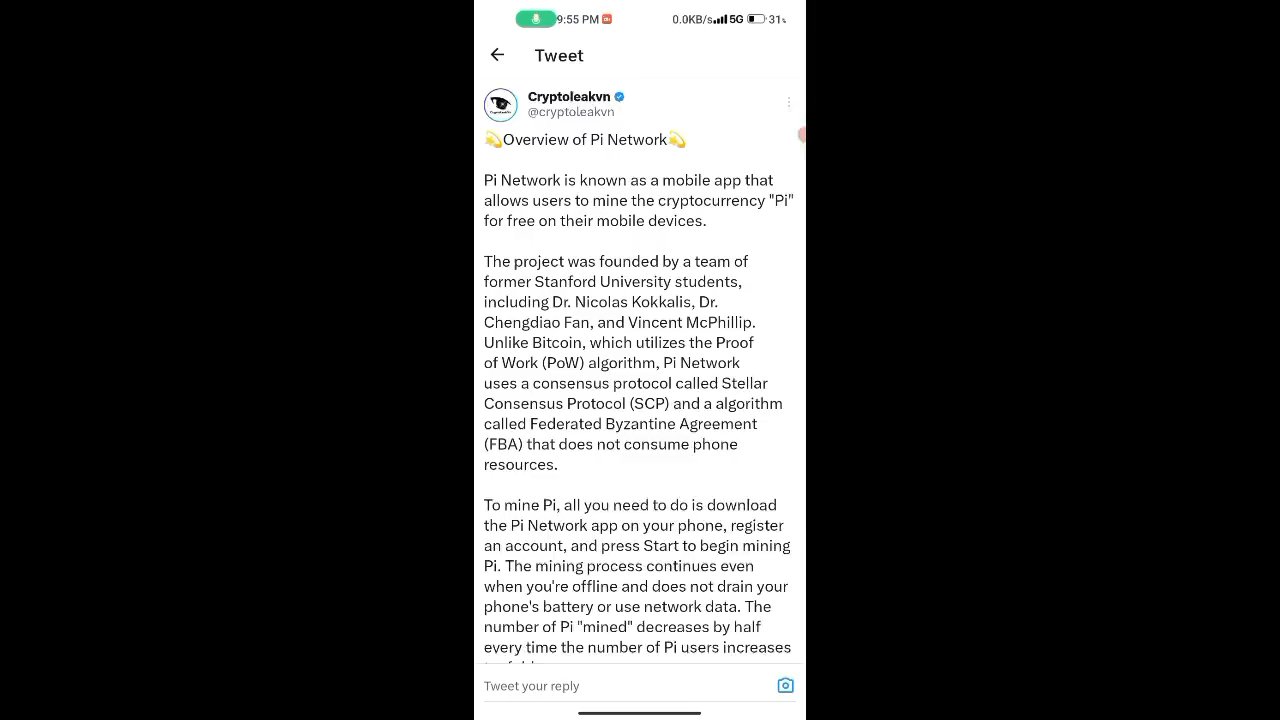 9:55 PM 0.0KB/s 5G 31%
Tweet
Cryptoleakvn
@cryptoleakvn
💫Overview of Pi Network💫
Pi Network is known as a mobile app that
allows users to mine the cryptocurrency "Pi"
for free on their mobile devices.
The project was founded by a team of
former Stanford University students,
including Dr. Nicolas Kokkalis, Dr.
Chengdiao Fan, and Vincent McPhillip.
Unlike Bitcoin, which utilizes the Proof
of Work (PoW) algorithm, Pi Network
uses a consensus protocol called Stellar
Consensus Protocol (SCP) and a algorithm
called Federated Byzantine Agreement
(FBA) that does not consume phone
resources.
To mine Pi, all you need to do is download
the Pi Network app on your phone, register
an account, and press Start to begin mining
Pi. The mining process continues even
when you're offline and does not drain your
phone's battery or use network data. The
number of Pi "mined" decreases by half
every time the number of Pi users increases
Tweet your reply